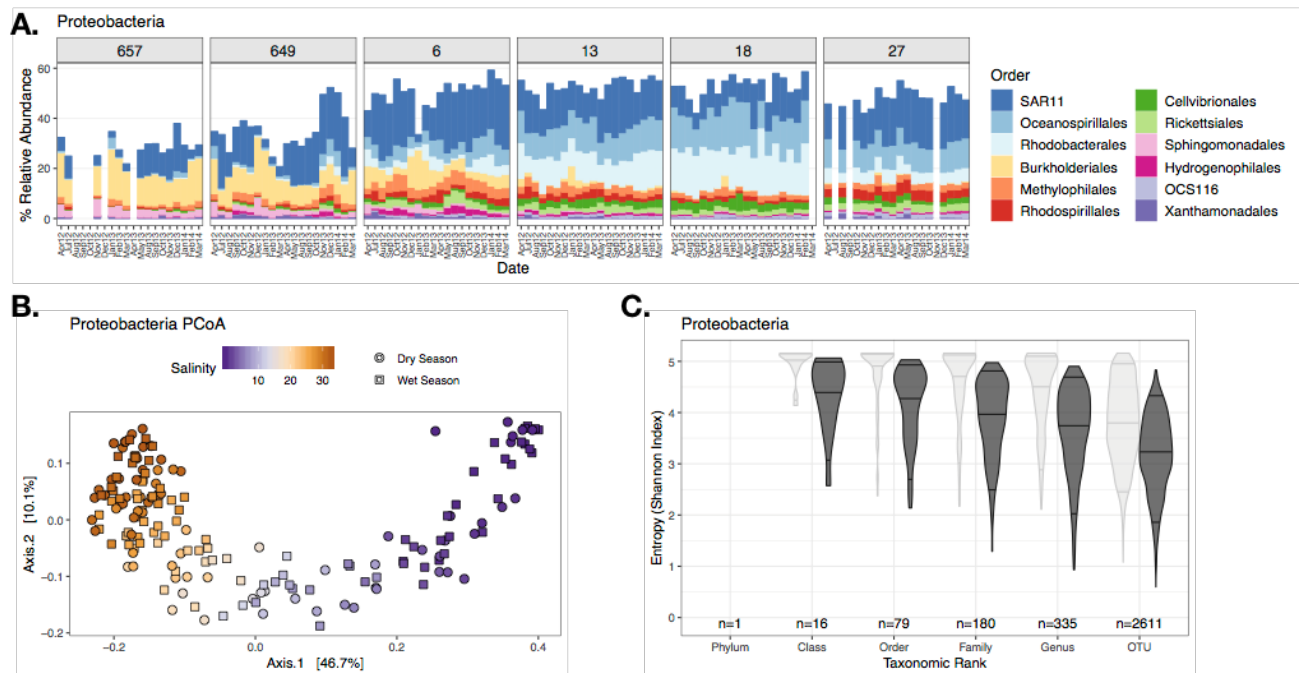 A.
Proteobacteria
657 649 6 13 18 27
% Relative Abundance
60
40
20
0
Date
Order
SAR11
Oceanospirillales
Rhodobacterales
Burkholderiales
Methylophilales
Rhodospirillales
Cellvibrionales
Rickettsiales
Sphingomonadales
Hydrogenophilales
OCS116
Xanthamonadales
B.
Proteobacteria PCoA
Salinity
10 20 30
Dry Season
Wet Season
Axis.2 [10.1%]
0.1
0.0
−0.1
−0.2
−0.2 0.0 0.2 0.4
Axis.1 [46.7%]
C.
Proteobacteria
Entropy (Shannon Index)
5
4
3
2
1
0
n=1 n=16 n=79 n=180 n=335 n=2611
Phylum Class Order Family Genus OTU
Taxonomic Rank